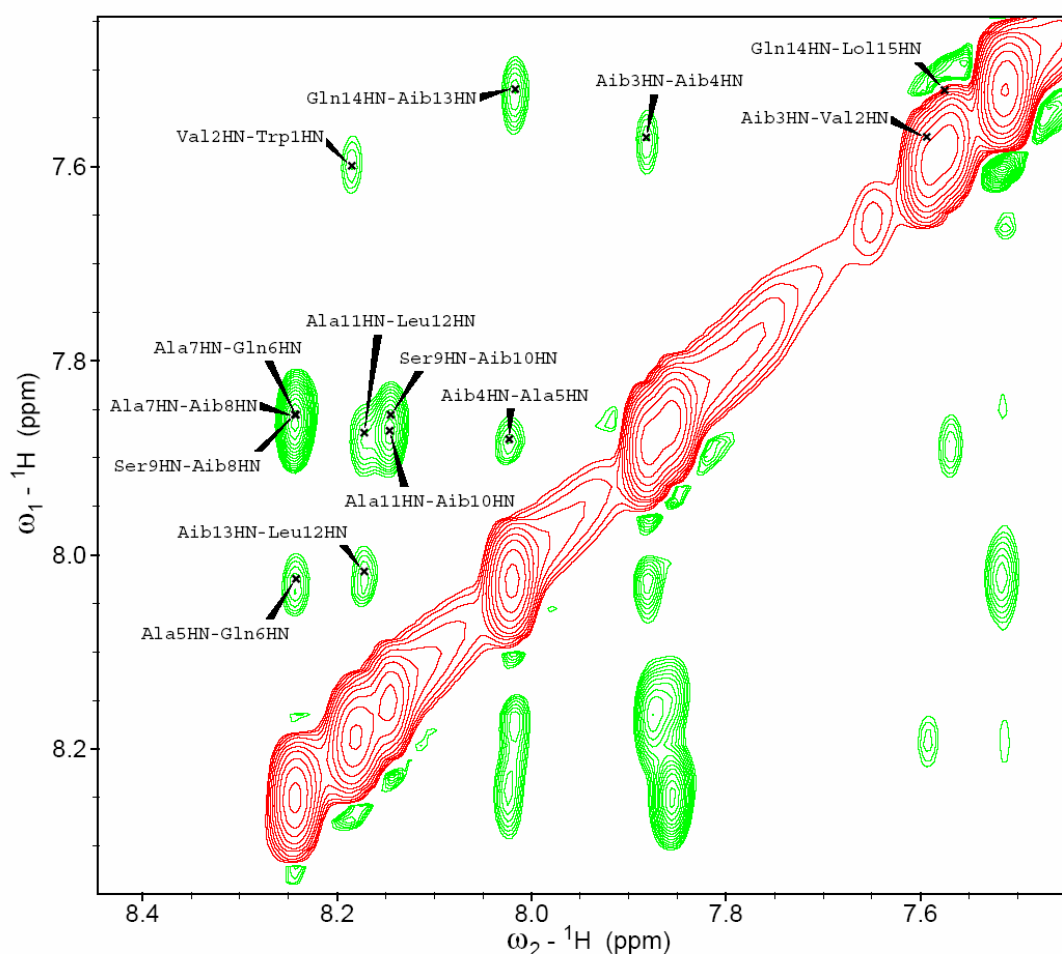 Gln14HN-Lol15HN
Gln14HN-Aib13HN
Aib3HN-Aib4HN
Val2HN-Trp1HN
Aib3HN-Val2HN
7.6
Ala11HN-Leu12HN
Ala7HN-Gln6HN
Ser9HN-Aib10HN
7.8
Ala7HN-Aib8HN
Aib4HN-Ala5HN
Ser9HN-Aib8HN
Ala11HN-Aib10HN
Aib13HN-Leu12HN
8.0
Ala5HN-Gln6HN
8.2
ω1 - 1H (ppm)
8.4 8.2 8.0 7.8 7.6
ω2 - 1H (ppm)